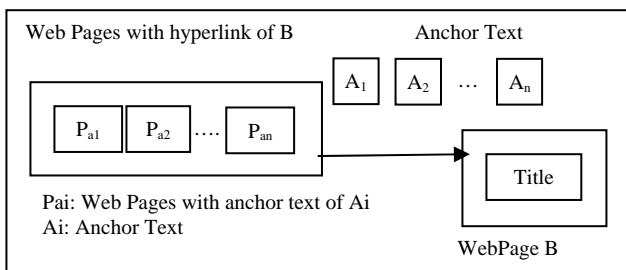 Web Pages with hyperlink of B
Anchor Text
A1 A2 … An
Pa1 Pa2 …. Pan
Title
Pai: Web Pages with anchor text of Ai
Ai: Anchor Text
WebPage B